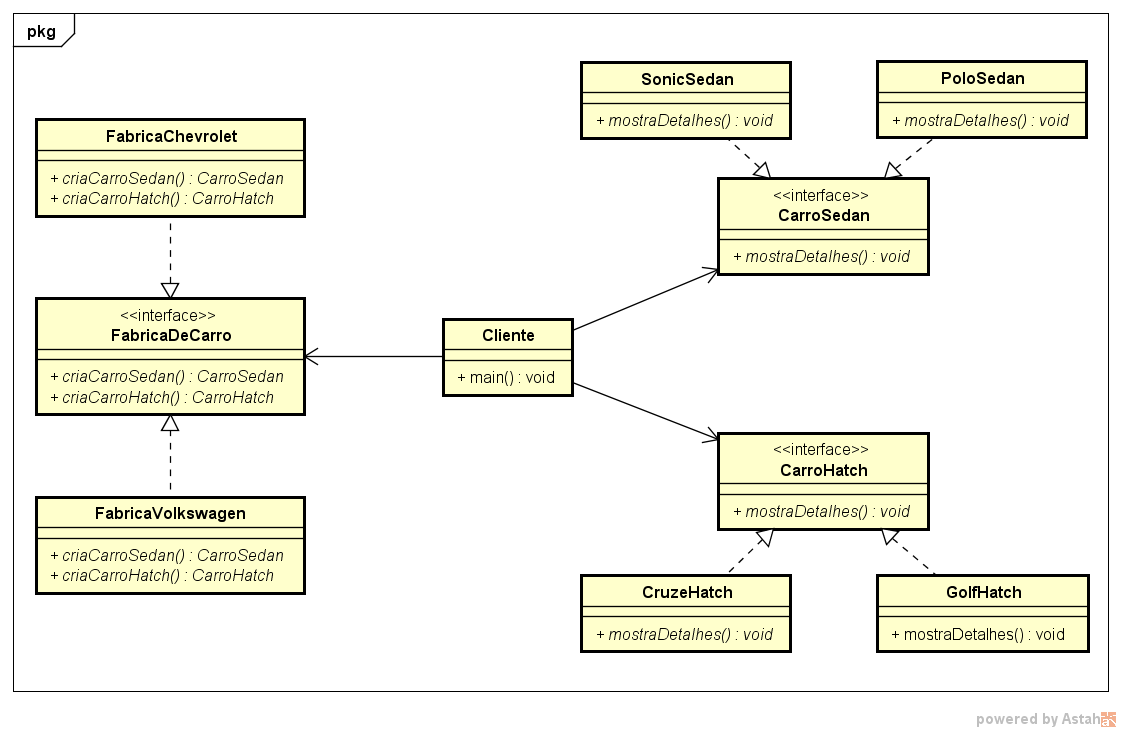 pkg
SonicSedan
+ mostraDetalhes() : void
PoloSedan
+ mostraDetalhes() : void
FabricaChevrolet
+ criaCarroSedan() : CarroSedan
+ criaCarroHatch() : CarroHatch
<<interface>>
CarroSedan
+ mostraDetalhes() : void
<<interface>>
FabricaDeCarro
+ criaCarroSedan() : CarroSedan
+ criaCarroHatch() : CarroHatch
Cliente
+ main() : void
<<interface>>
CarroHatch
+ mostraDetalhes() : void
FabricaVolkswagen
+ criaCarroSedan() : CarroSedan
+ criaCarroHatch() : CarroHatch
CruzeHatch
+ mostraDetalhes() : void
GolfHatch
+ mostraDetalhes() : void
powered by Astah